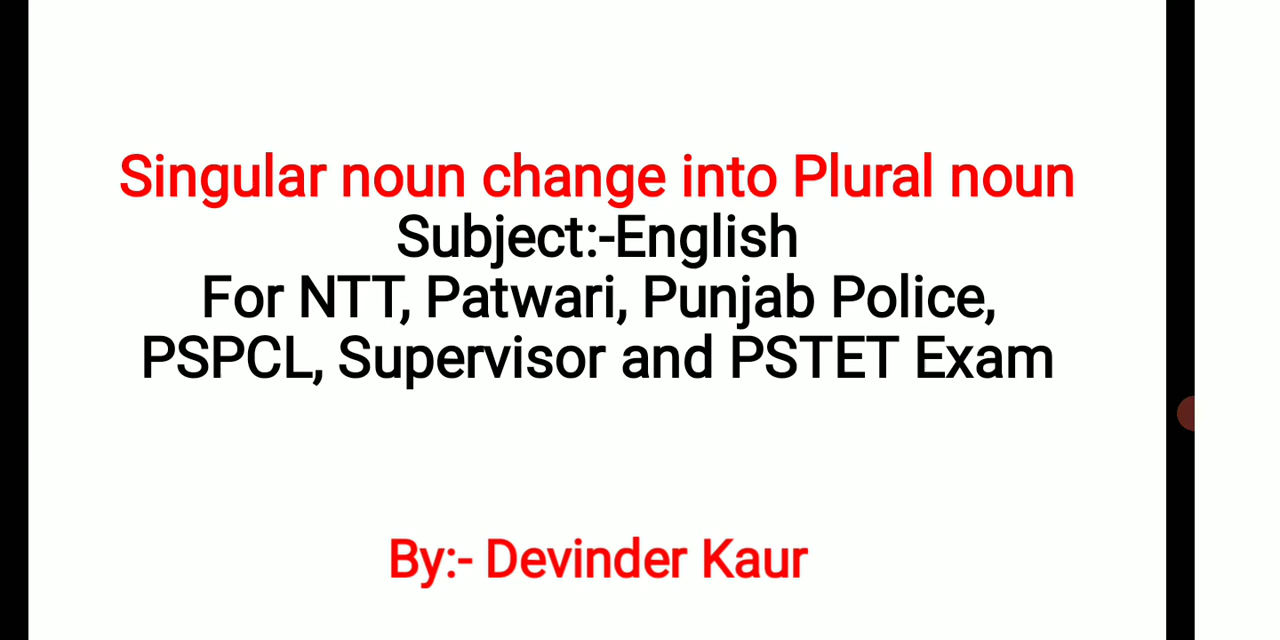 Singular noun change into Plural noun
Subject:-English
For NTT, Patwari, Punjab Police,
PSPCL, Supervisor and PSTET Exam
By:- Devinder Kaur